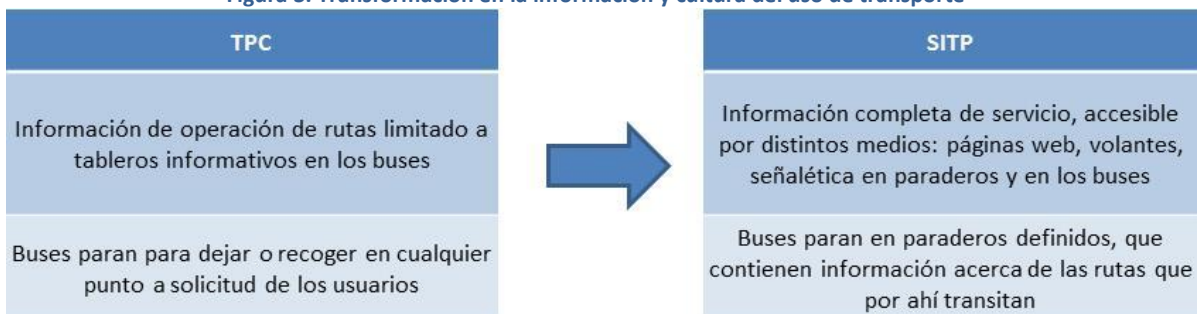 Figura 3. Transformación en la información y cultura del uso de transporte
TPC
Información de operación de rutas limitado a
tableros informativos en los buses
Buses paran para dejar o recoger en cualquier
punto a solicitud de los usuarios
SITP
Información completa de servicio, accesible
por distintos medios: páginas web, volantes,
señalética en paraderos y en los buses
Buses paran en paraderos definidos, que
contienen información acerca de las rutas que
por ahí transitan